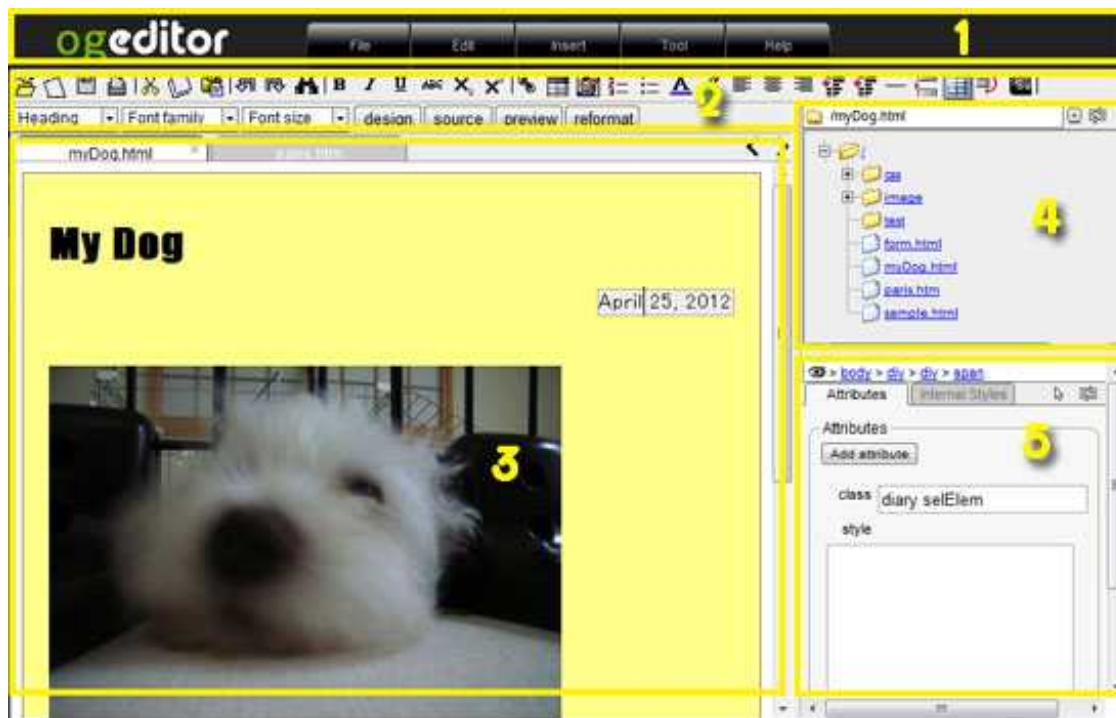 ogeditor File Edit Insert Tool Help 1
B I U ABC X X A 2
Heading Font family Font size design source preview reformat
myDog.html
My Dog
April 25, 2012
3
/myDog.html
/
css
image
test
form.html
myDog.html
paris.htm
sample.html
4
> body > div > div > span
Attributes Internal Styles
Attributes
5
Add attribute
class diary selElem
style